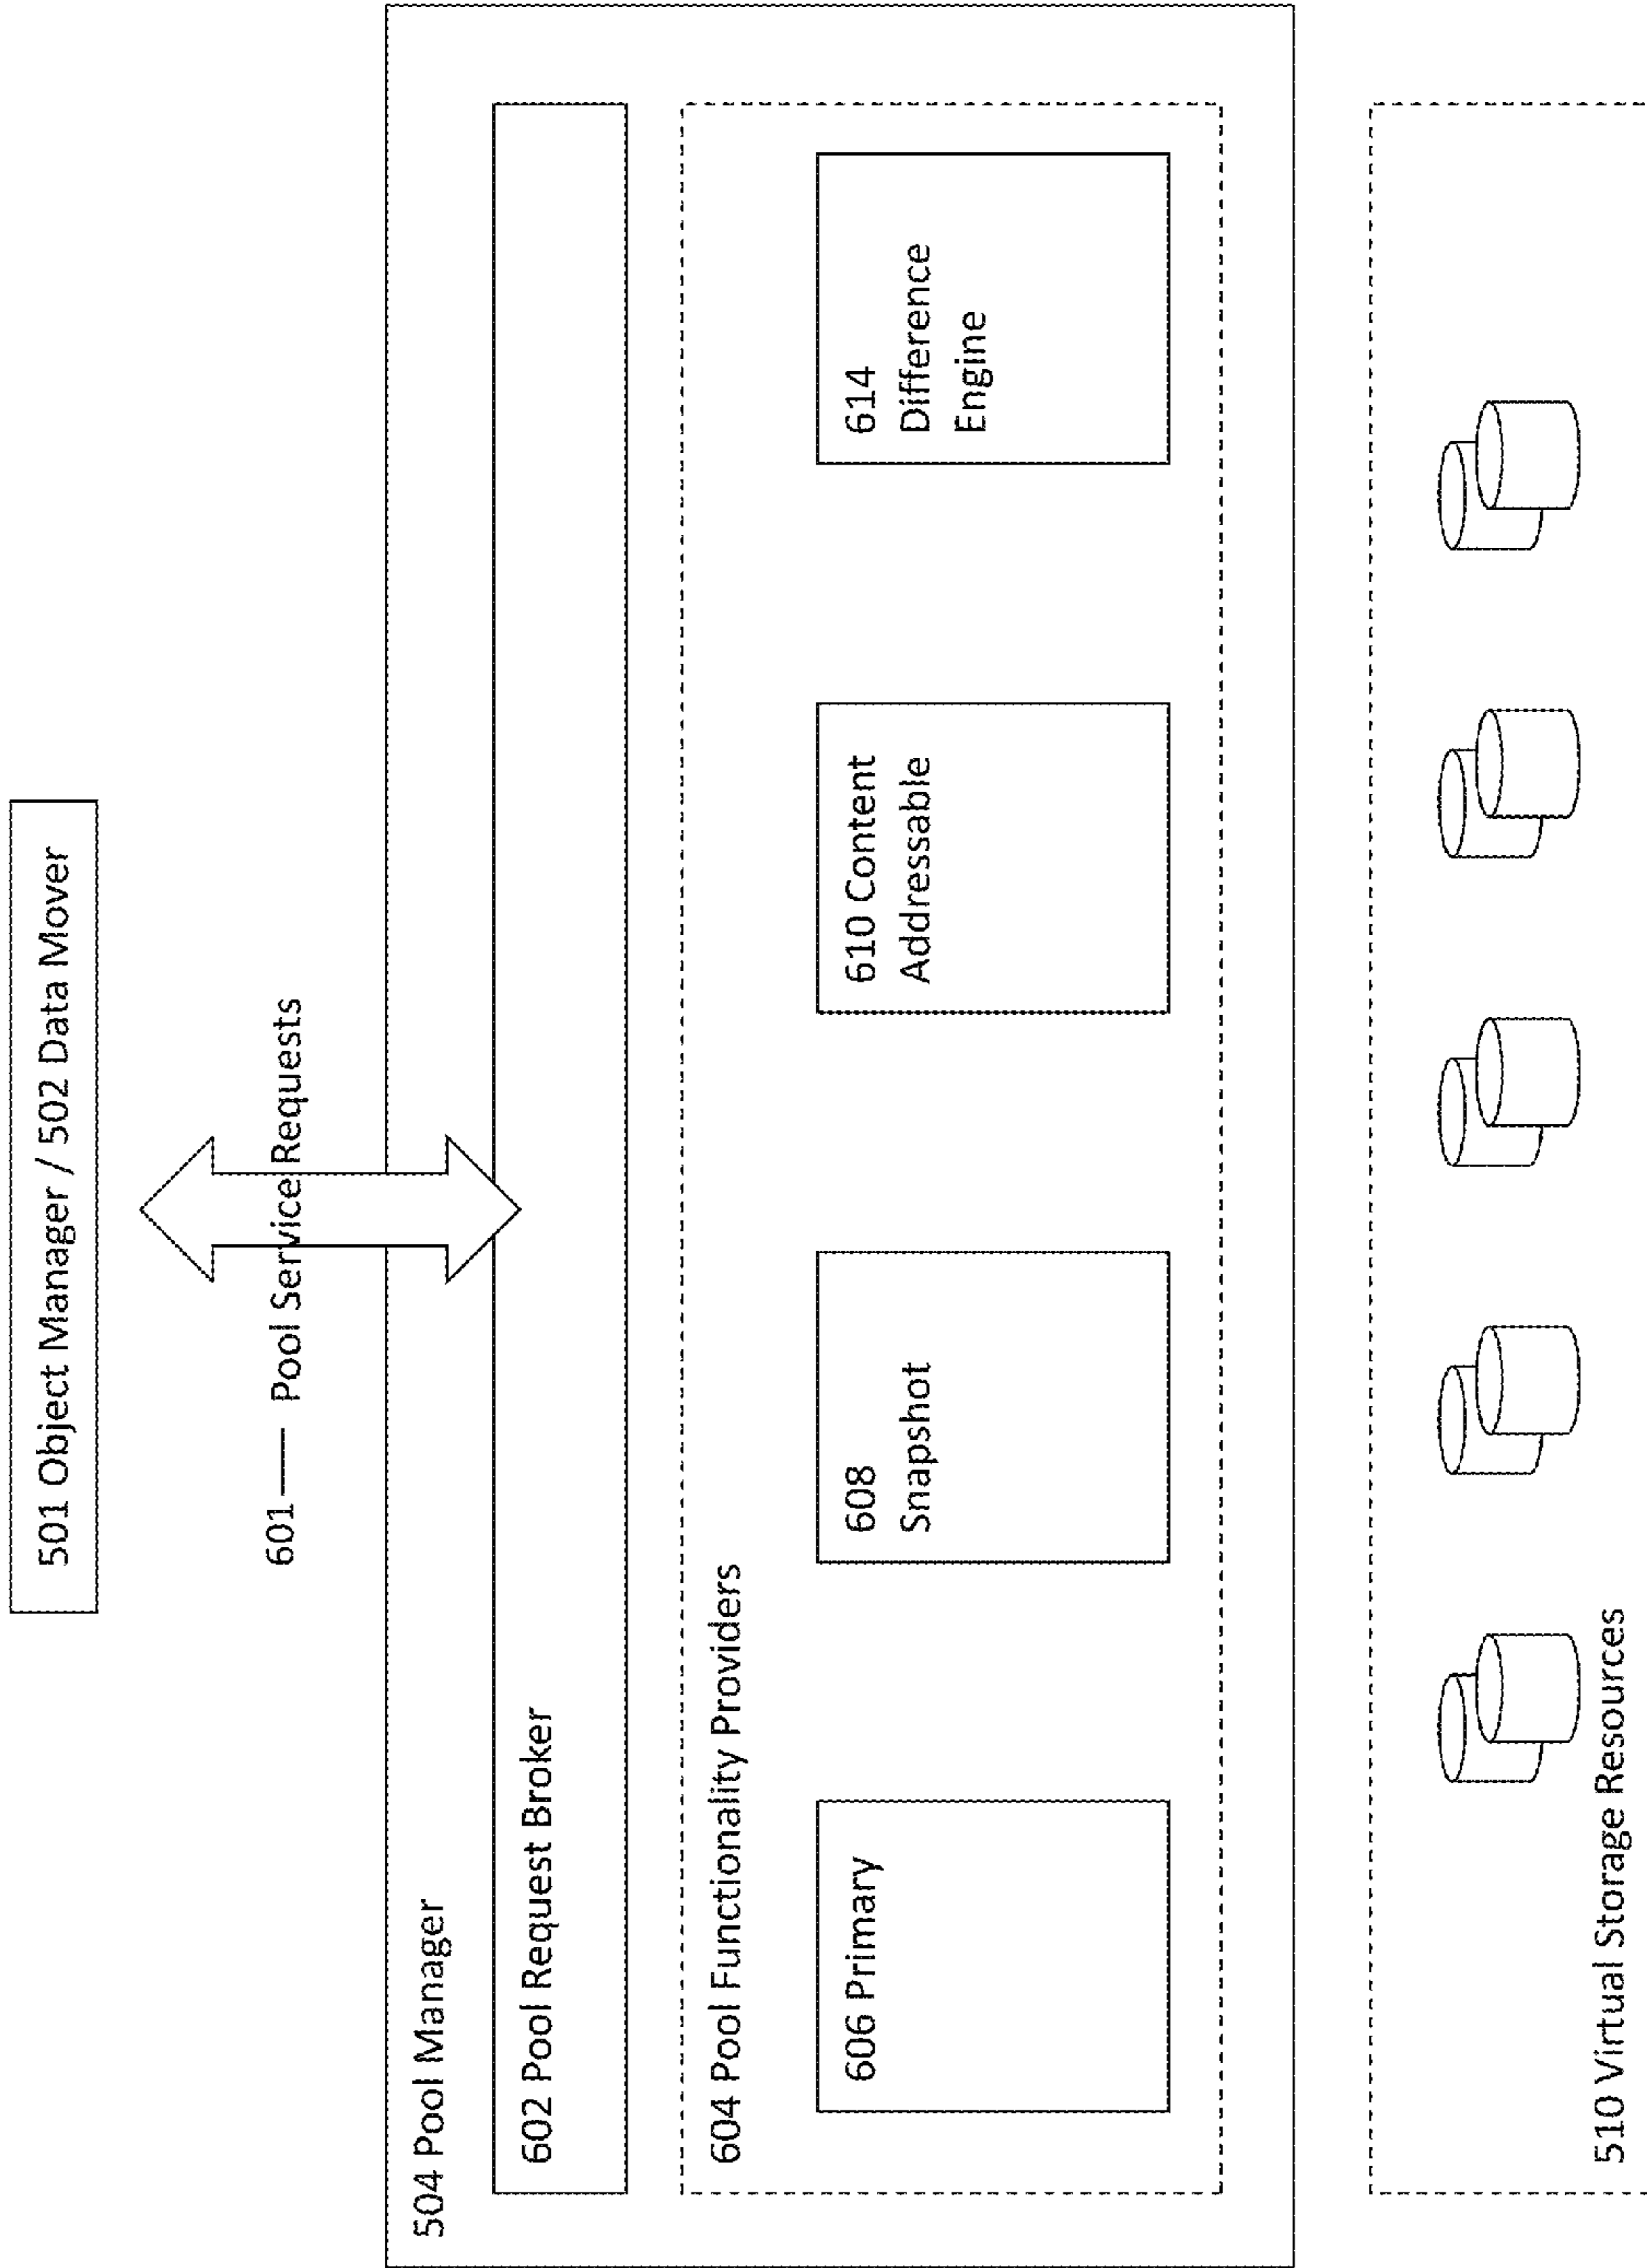 501 Object Manager / 502 Data Mover
601 — Pool Service Requests
504 Pool Manager
602 Pool Request Broker
604 Pool Functionality Providers
606 Primary
608
Snapshot
610 Content
Addressable
614
Difference
Engine
510 Virtual Storage Resources